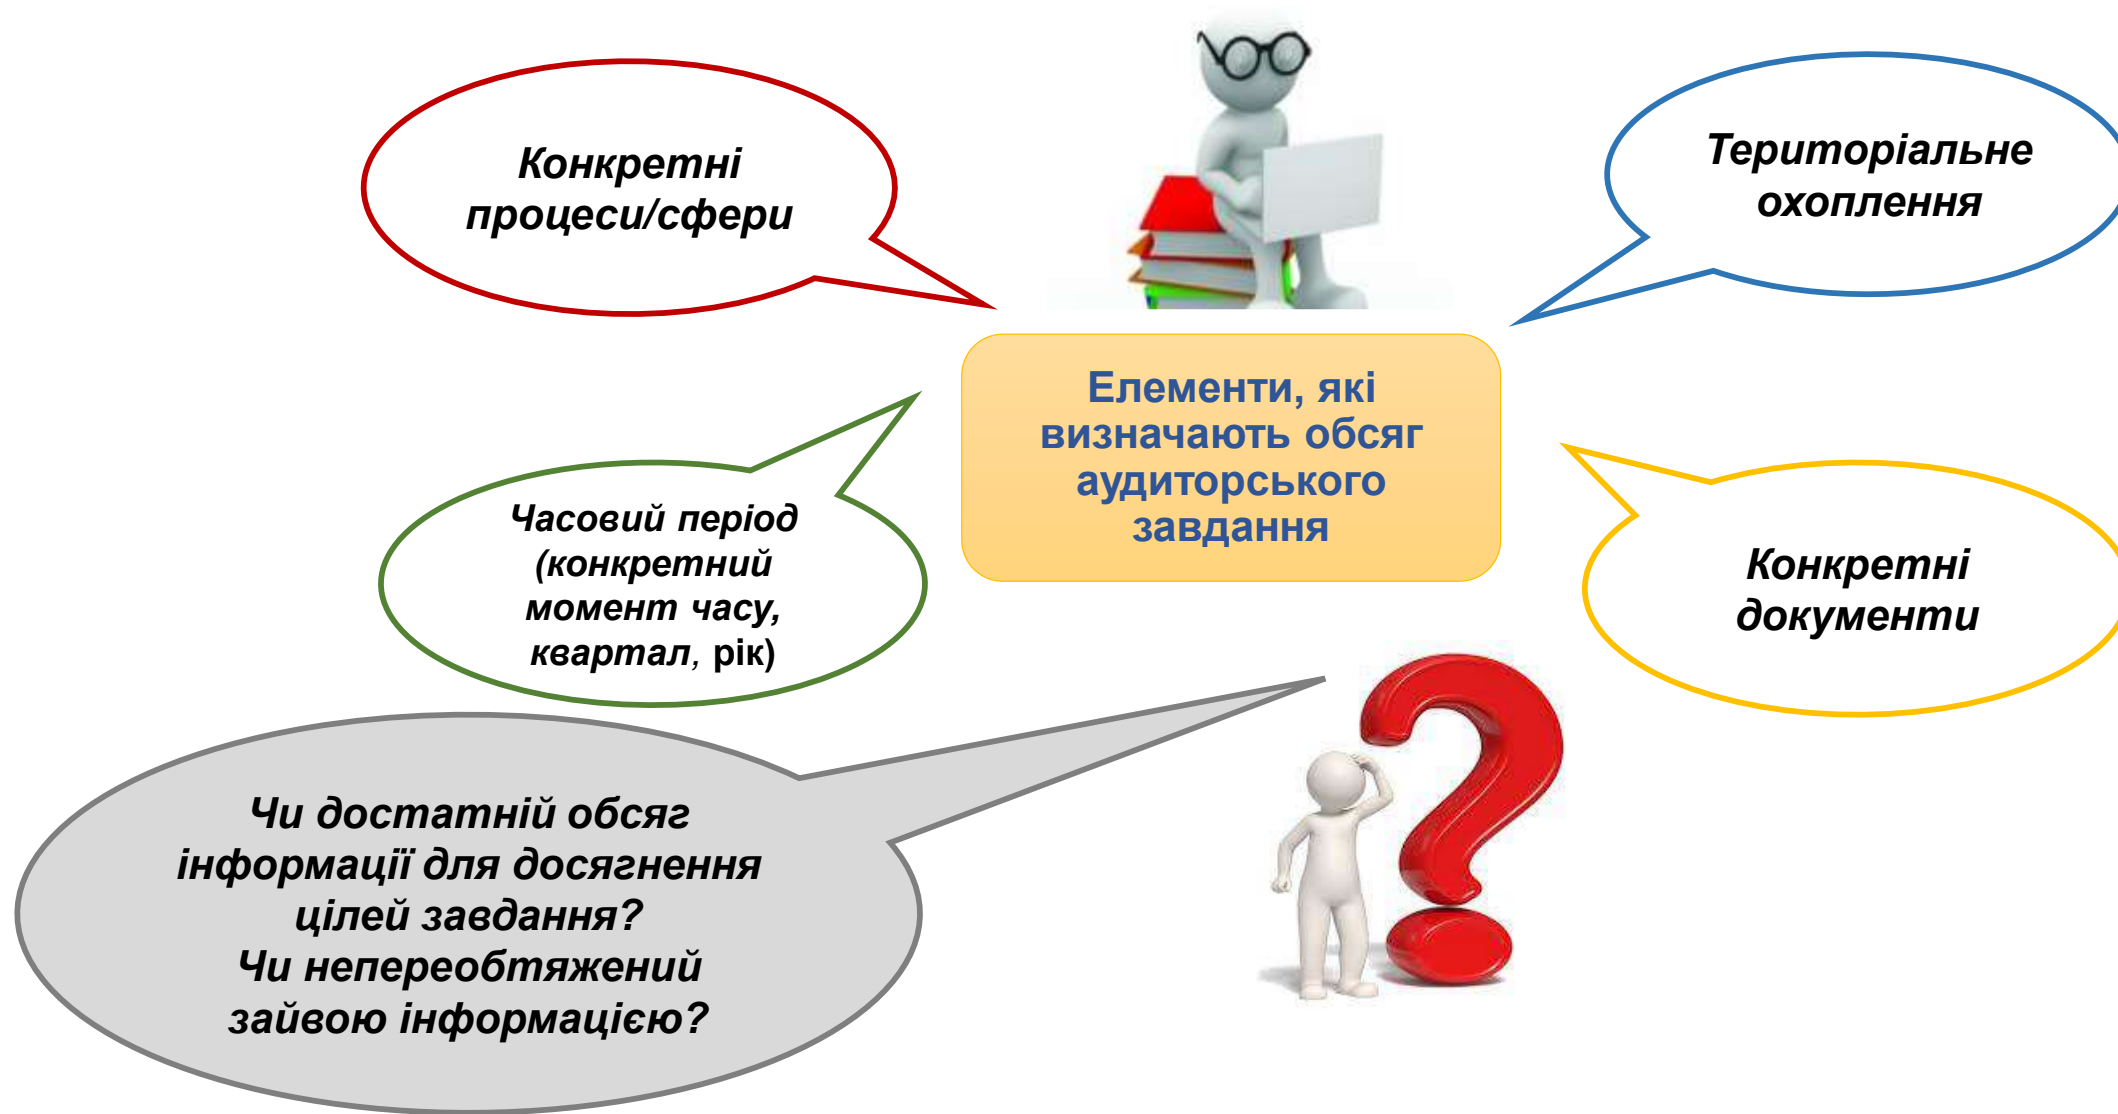 Конкретні
процеси/сфери
Територіальне
охоплення
Елементи, які
визначають обсяг
аудиторського
завдання
Часовий період
(конкретний
момент часу,
квартал, рік)
Конкретні
документи
Чи достатній обсяг
інформації для досягнення
цілей завдання?
Чи непереобтяжений
зайвою інформацією?